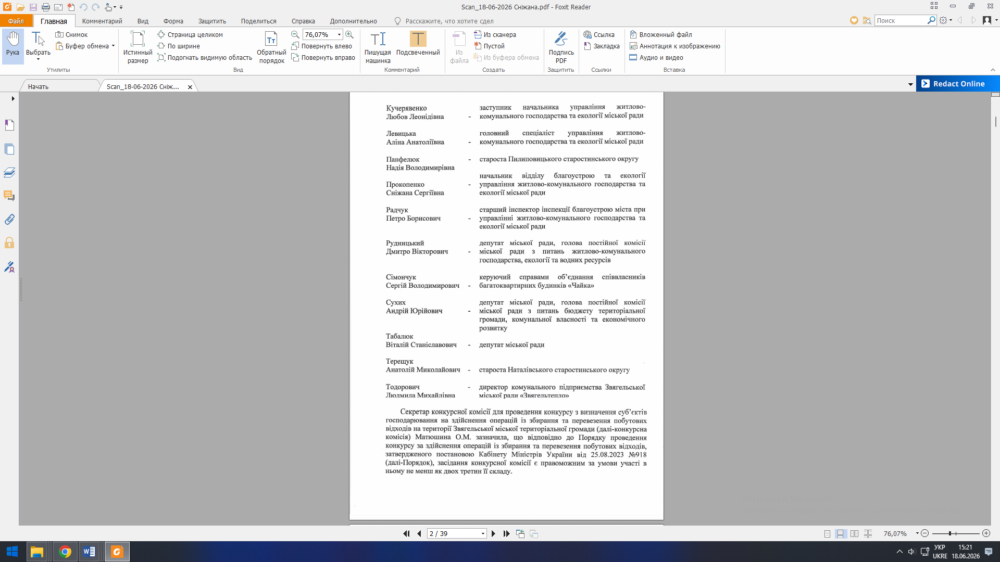 Scan_18-06-2026 Сніжана.pdf - Foxit Reader
Файл Главная Комментарий Вид Форма Защитить Поделиться Справка Дополнительно Расскажите, что хотите сделать Поиск
Рука
Выбрать
Снимок
Буфер обмена
Утилиты
Истинный размер
Страница целиком
По ширине
Подогнать видимую область
Обратный порядок
76,07%
Повернуть влево
Повернуть вправо
Вид
Пишущая машинка
Подсвеченный
Комментарий
Из файла
Из сканера
Пустой
Из буфера обмена
Создать
Подпись PDF
Защитить
Ссылка
Закладка
Ссылки
Вложенный файл
Аннотация к изображению
Аудио и видео
Вставка
Начать
Scan_18-06-2026 Сніж...
Redact Online
Кучерявенко заступник начальника управління житлово-
Любов Леонідівна - комунального господарства та екології міської ради
Левицька головний спеціаліст управління житлово-
Аліна Анатоліївна - комунального господарства та екології міської ради
Панфелюк - староста Пилиповицького старостинського округу
Надія Володимирівна
начальник відділу благоустрою та екології
Прокопенко - управління житлово-комунального господарства та
Сніжана Сергіївна екології міської ради
Радчук старший інспектор інспекції благоустрою міста при
Петро Борисович - управлінні житлово-комунального господарства та
екології міської ради
Рудницький депутат міської ради, голова постійної комісії
Дмитро Вікторович - міської ради з питань житлово-комунального
господарства, екології та водних ресурсів
Сімончук керуючий справами об’єднання співвласників
Сергій Володимирович - багатоквартирних будинків «Чайка»
Сухих депутат міської ради, голова постійної комісії
Андрій Юрійович - міської ради з питань бюджету територіальної
громади, комунальної власності та економічного
розвитку
Табалюк
Віталій Станіславович - депутат міської ради
Терещук
Анатолій Миколайович - староста Наталівського старостинського округу
Тодорович - директор комунального підприємства Звягельської
Людмила Михайлівна міської ради «Звягельтепло»
Секретар конкурсної комісії для проведення конкурсу з визначення суб’єктів
господарювання на здійснення операцій із збирання та перевезення побутових
відходів на території Звягельської міської територіальної громади (далі-конкурсна
комісія) Матюшина О.М. зазначила, що відповідно до Порядку проведення
конкурсу за здійснення операцій із збирання та перевезення побутових відходів,
затвердженого постановою Кабінету Міністрів України від 25.08.2023 №918
(далі-Порядок), засідання конкурсної комісії є правоможним за умови участі в
ньому не менш як двох третин її складу.
2 / 39
76,07%
УКР 15:21
UKRE 18.06.2026